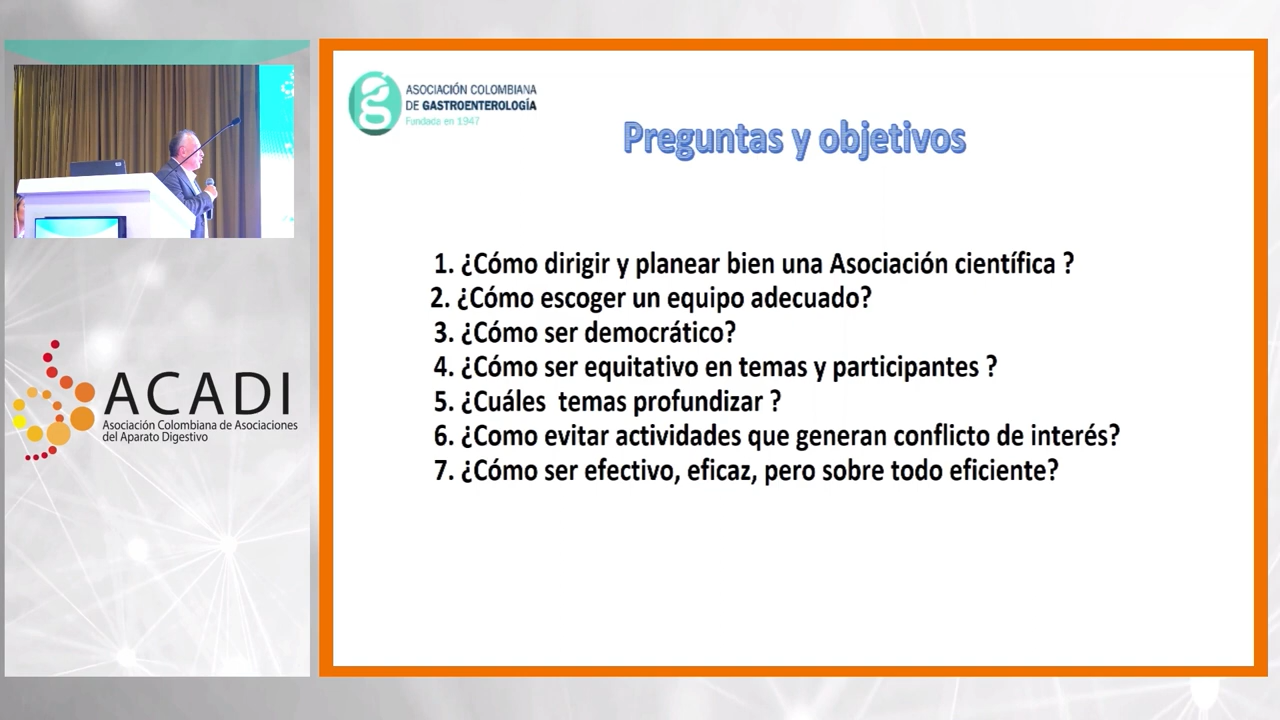 ASOCIACIÓN COLOMBIANA
DE GASTROENTEROLOGÍA
Fundada en 1947
Preguntas y objetivos
1. ¿Cómo dirigir y planear bien una Asociación científica ?
2. ¿Cómo escoger un equipo adecuado?
3. ¿Cómo ser democrático?
4. ¿Cómo ser equitativo en temas y participantes ?
5. ¿Cuáles temas profundizar ?
6. ¿Como evitar actividades que generan conflicto de interés?
7. ¿Cómo ser efectivo, eficaz, pero sobre todo eficiente?
ACADI
Asociación Colombiana de Asociaciones
del Aparato Digestivo